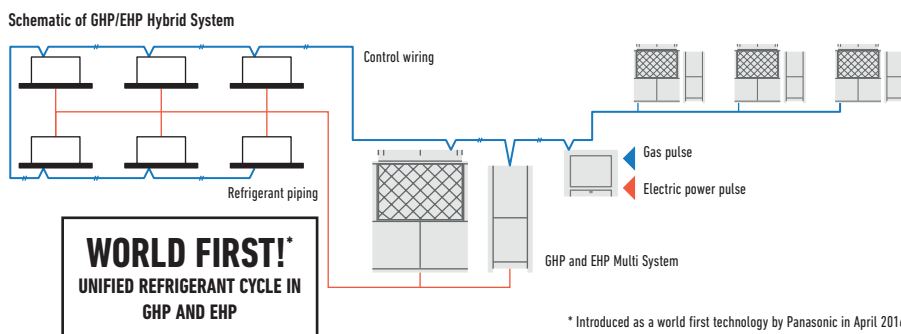 Schematic of GHP/EHP Hybrid System
Control wiring
Gas pulse
Electric power pulse
Refrigerant piping
GHP and EHP Multi System
WORLD FIRST!*
UNIFIED REFRIGERANT CYCLE IN
GHP AND EHP
* Introduced as a world first technology by Panasonic in April